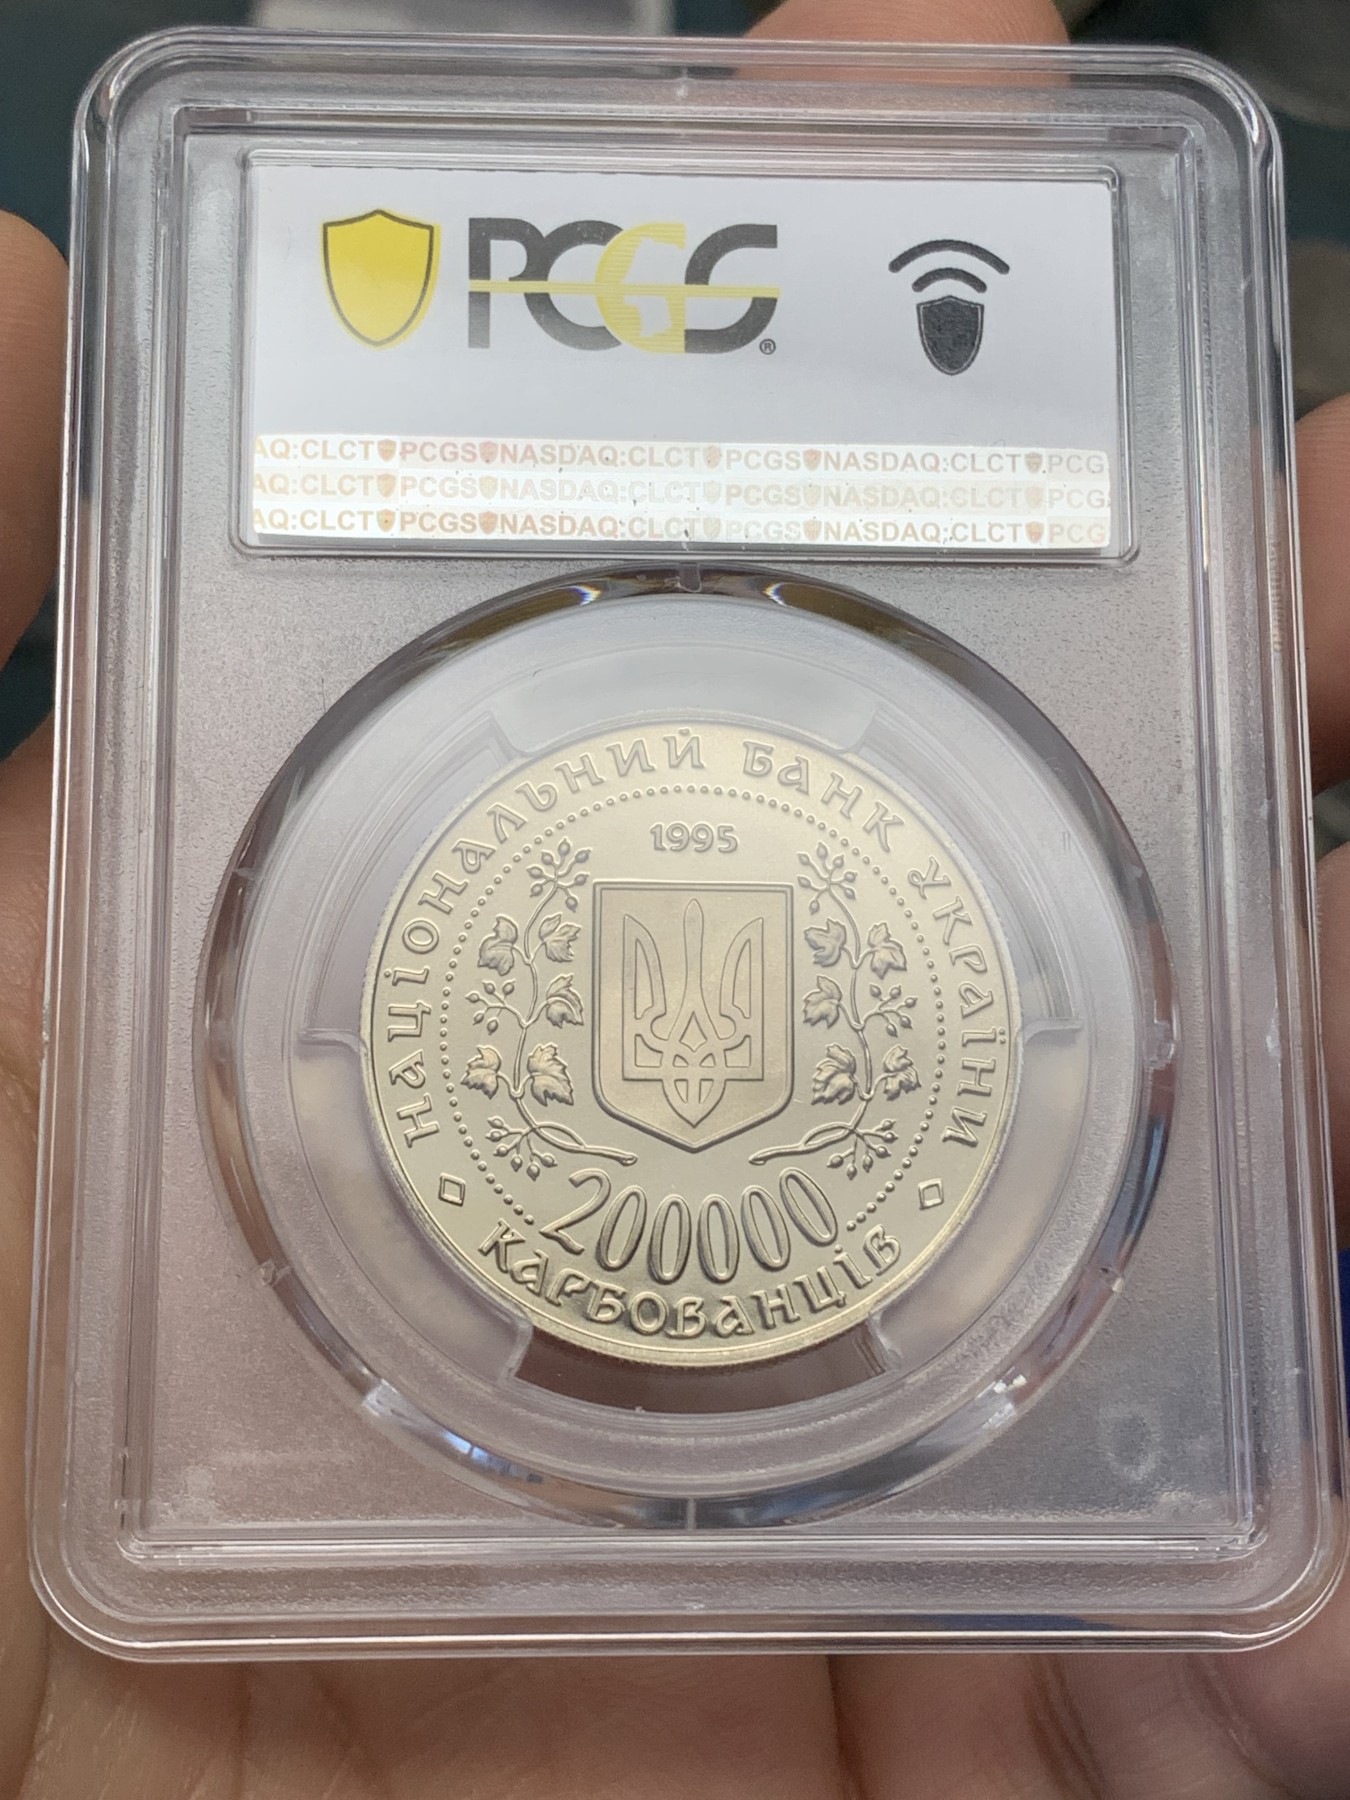 PCGS®
AQ:CLCT PCGS NASDAQ:CLCT PCGS NASDAQ:CLCT PCG
AQ:CLCT PCGS NASDAQ:CLCT PCGS NASDAQ:CLCT PCG
AQ:CLCT PCGS NASDAQ:CLCT PCGS NASDAQ:CLCT PCG
НАЦІОНАЛЬНИЙ БАНК УКРАЇНИ
1995
200000
КАРБОВАНЦІВ